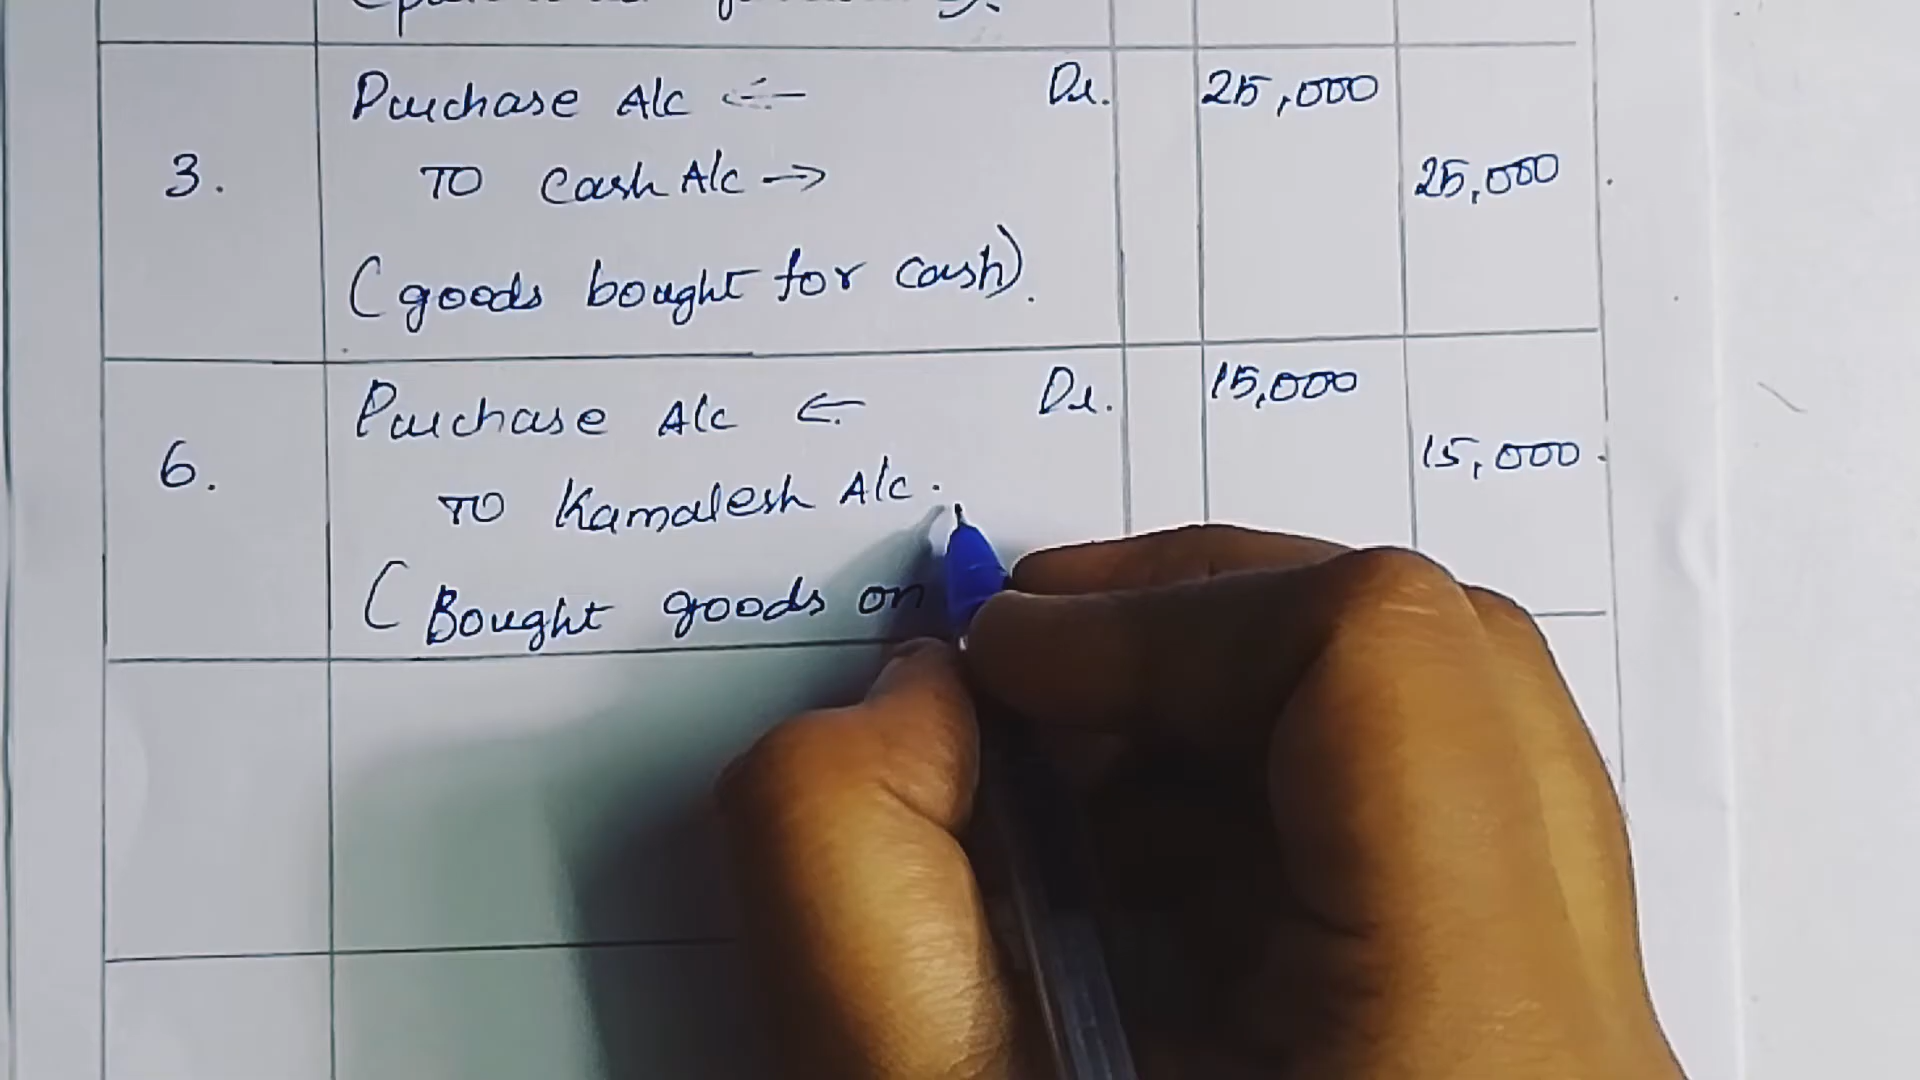 Purchase A/c ← Dr. 25,000
3. TO Cash A/c → 25,000
(goods bought for cash).
Purchase A/c ← Dr. 15,000
6. TO Kamalesh A/c. 15,000
(Bought goods on